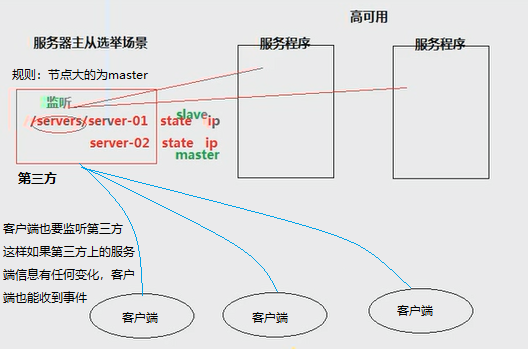 高可用
服务器主从选举场景
服务程序
服务程序
规则：节点大的为master
监听
//servers/server-01 state ip
slave
server-02 state ip
master
第三方
客户端也要监听第三方
这样如果第三方上的服务
端信息有任何变化，客户
端也能收到事件
客户端
客户端
客户端